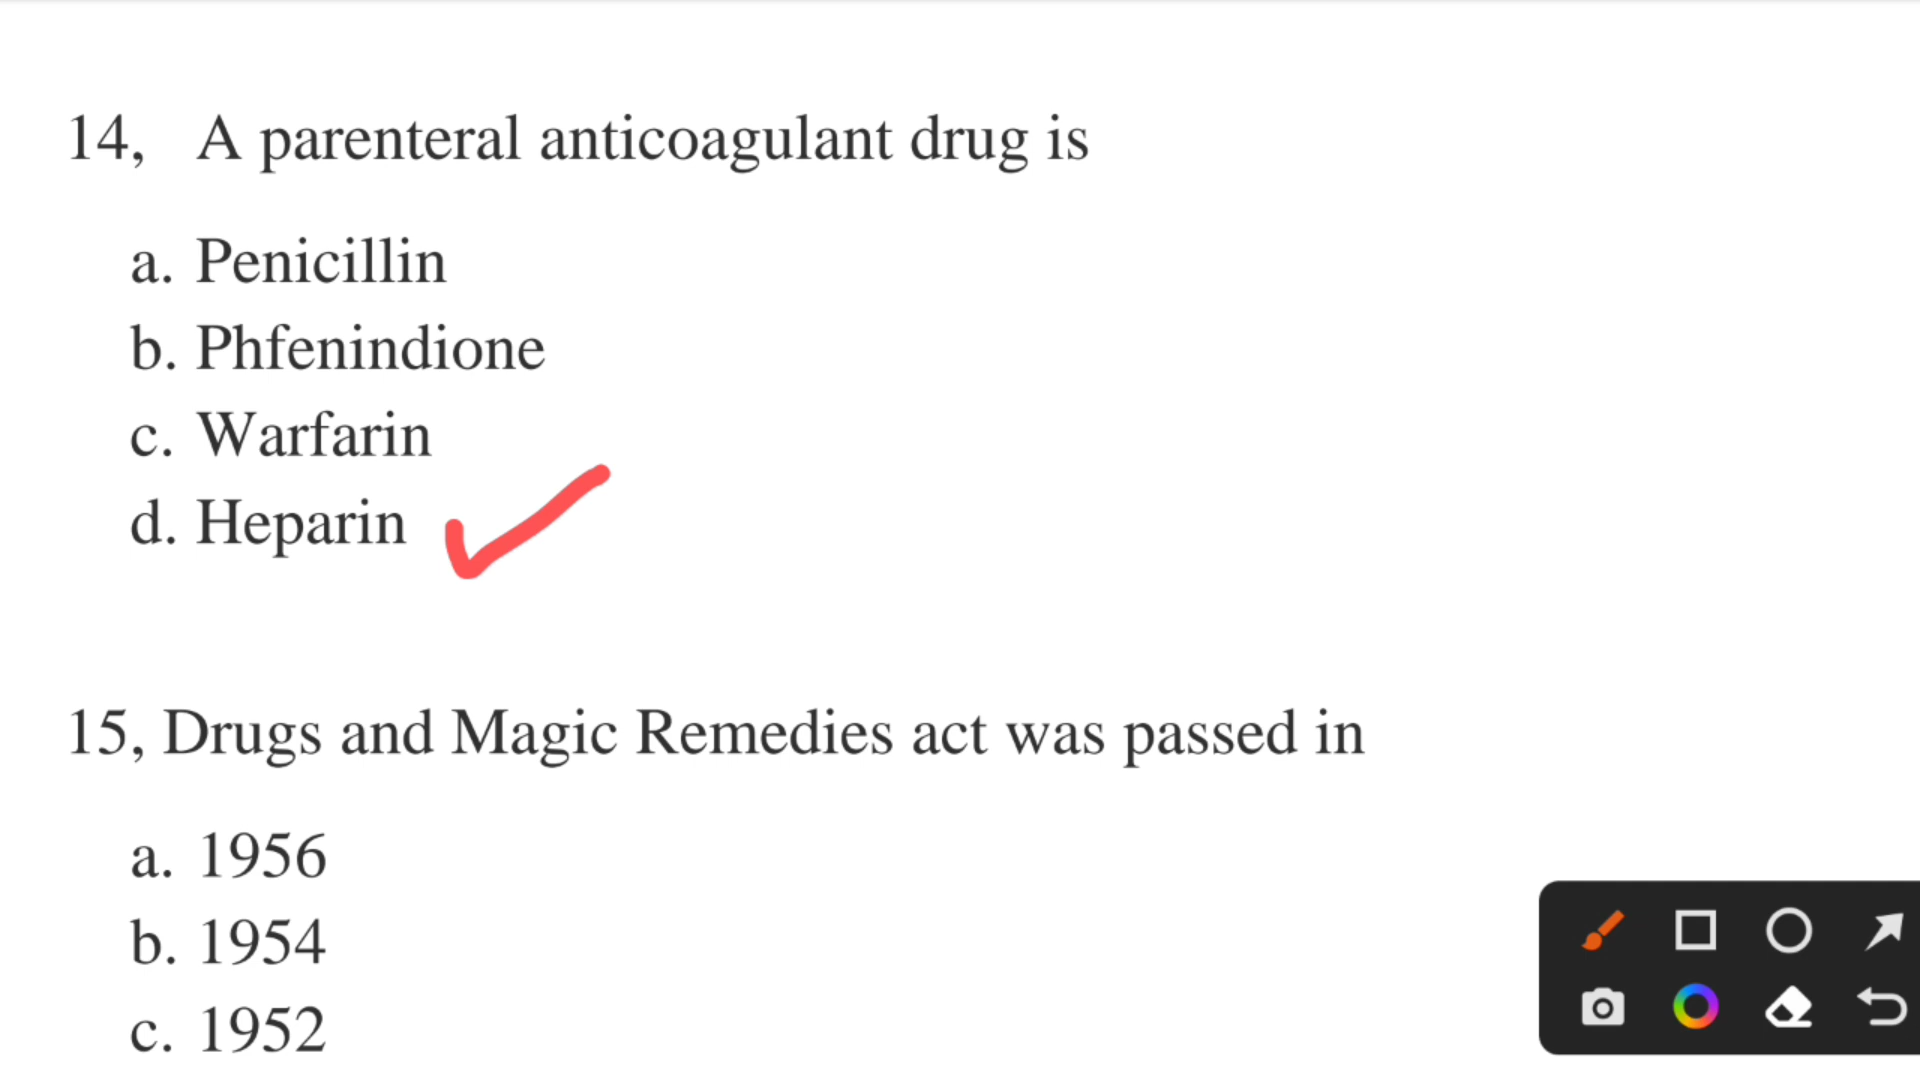 14, A parenteral anticoagulant drug is
a. Penicillin
b. Phfenindione
c. Warfarin
d. Heparin
15, Drugs and Magic Remedies act was passed in
a. 1956
b. 1954
c. 1952